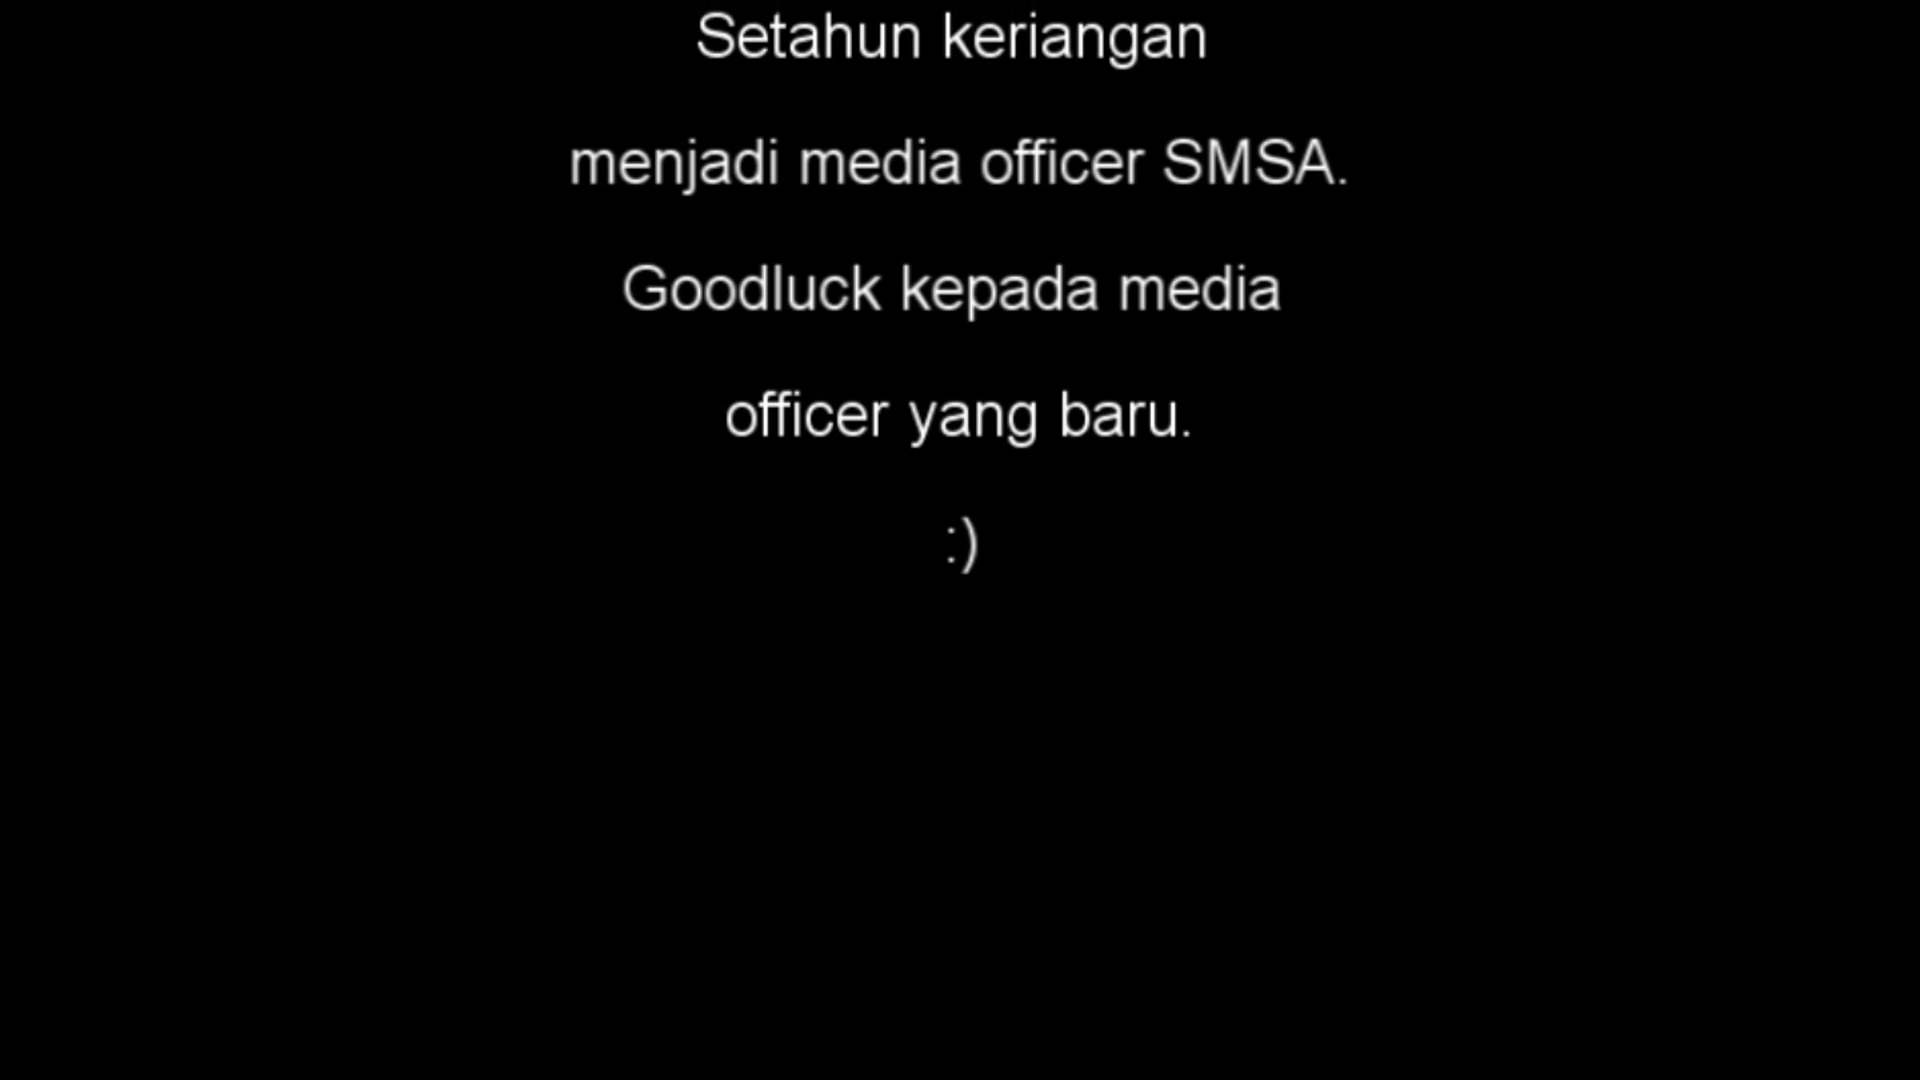 Setahun keriangan
menjadi media officer SMSA.
Goodluck kepada media
officer yang baru.
:)